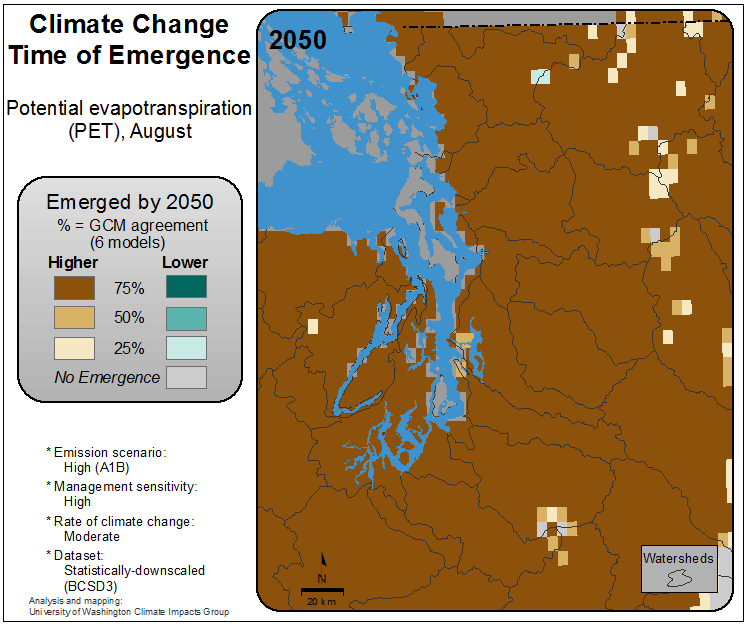 Climate Change
Time of Emergence
Potential evapotranspiration
(PET), August
Emerged by 2050
% = GCM agreement
(6 models)
Higher Lower
75%
50%
25%
No Emergence
* Emission scenario:
High (A1B)
* Management sensitivity:
High
* Rate of climate change:
Moderate
* Dataset:
Statistically-downscaled
(BCSD3)
Analysis and mapping:
University of Washington Climate Impacts Group
2050
N
20 km
Watersheds